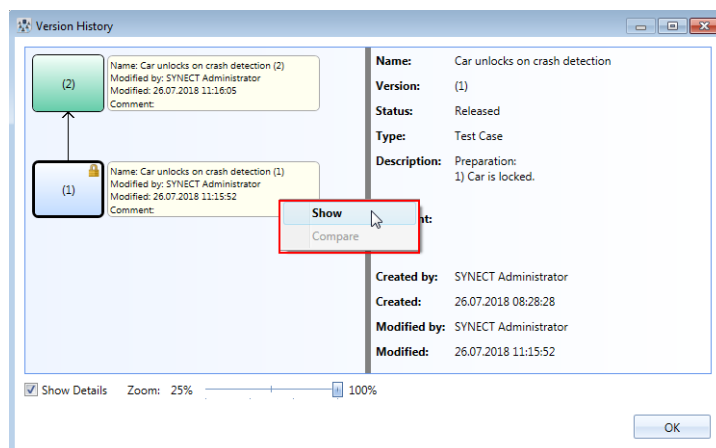 Version History
(2)
Name: Car unlocks on crash detection (2)
Modified by: SYNECT Administrator
Modified: 26.07.2018 11:16:05
Comment:
(1)
Name: Car unlocks on crash detection (1)
Modified by: SYNECT Administrator
Modified: 26.07.2018 11:15:52
Comment:
Show
Compare
Name: Car unlocks on crash detection
Version: (1)
Status: Released
Type: Test Case
Description: Preparation:
1) Car is locked.
nt:
Created by: SYNECT Administrator
Created: 26.07.2018 08:28:28
Modified by: SYNECT Administrator
Modified: 26.07.2018 11:15:52
Show Details Zoom: 25% 100%
OK